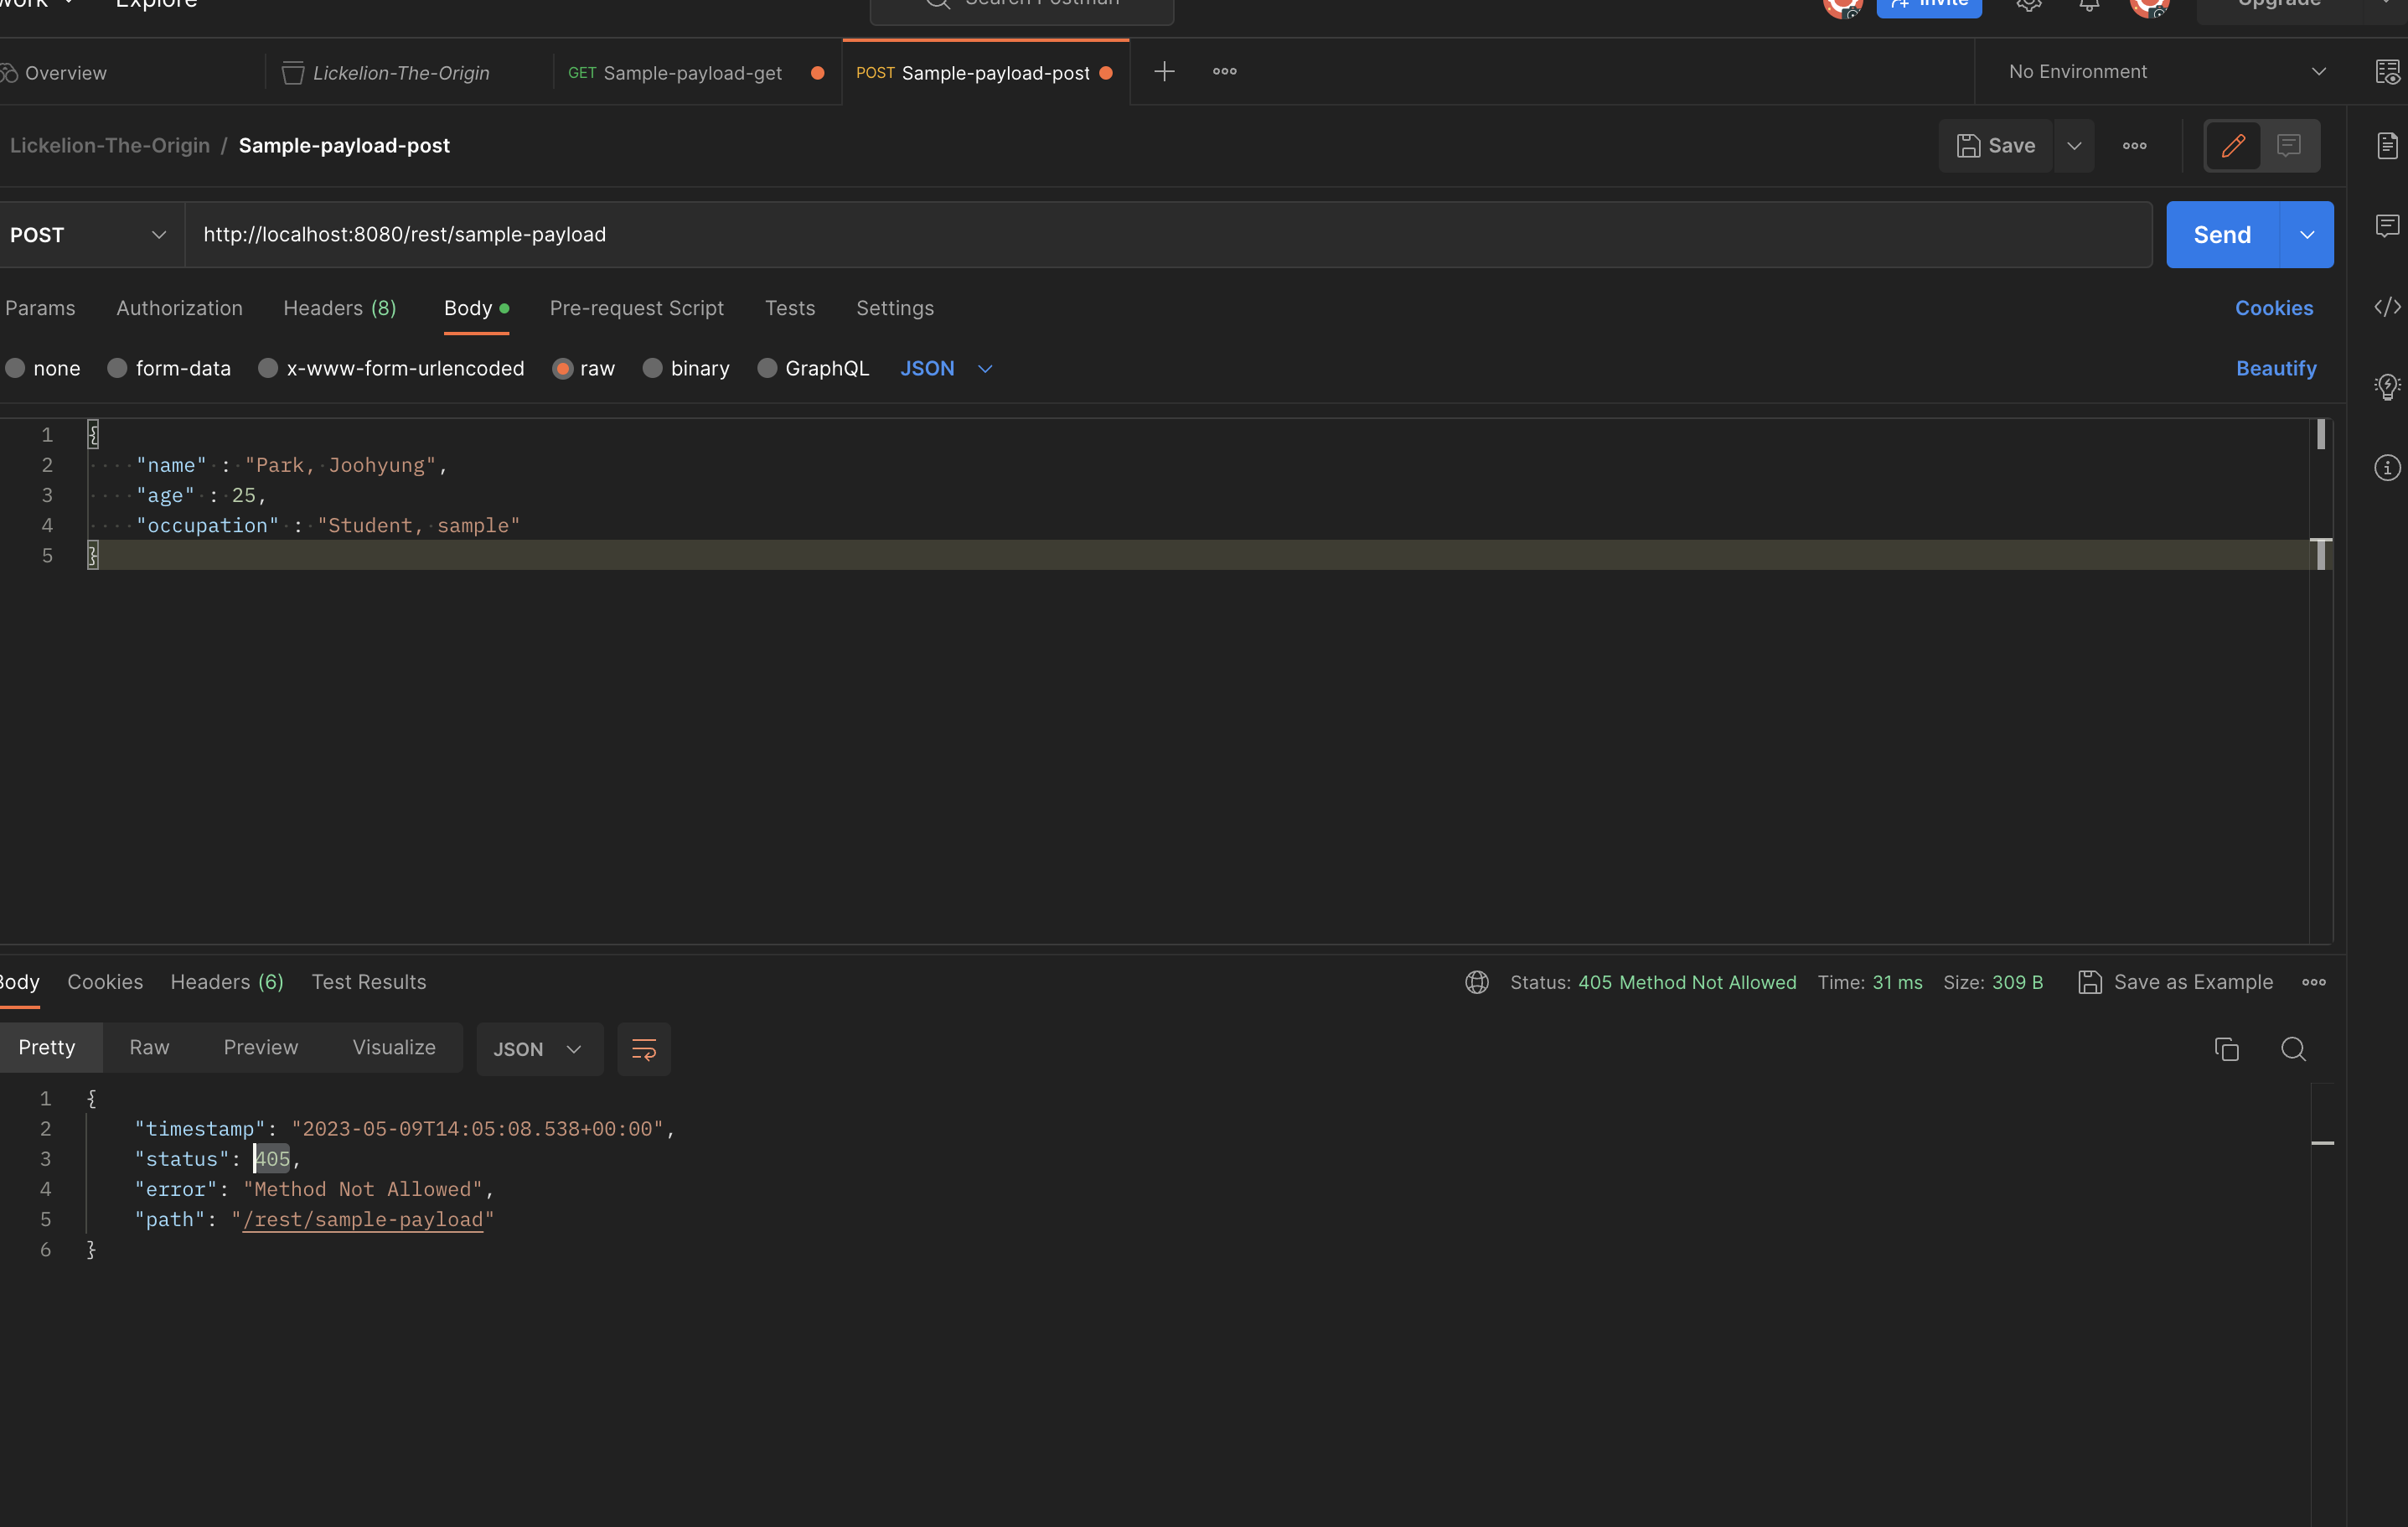 work Explore Search Postman Invite Upgrade
Overview Lickelion-The-Origin GET Sample-payload-get POST Sample-payload-post No Environment
Lickelion-The-Origin / Sample-payload-post Save
POST http://localhost:8080/rest/sample-payload Send
Params Authorization Headers (8) Body Pre-request Script Tests Settings Cookies
none form-data x-www-form-urlencoded raw binary GraphQL JSON Beautify
1 {
2 "name" : "Park, Joohyung",
3 "age" : 25,
4 "occupation" : "Student, sample"
5 }
Body Cookies Headers (6) Test Results Status: 405 Method Not Allowed Time: 31 ms Size: 309 B Save as Example
Pretty Raw Preview Visualize JSON
1 {
2 "timestamp": "2023-05-09T14:05:08.538+00:00",
3 "status": 405,
4 "error": "Method Not Allowed",
5 "path": "/rest/sample-payload"
6 }